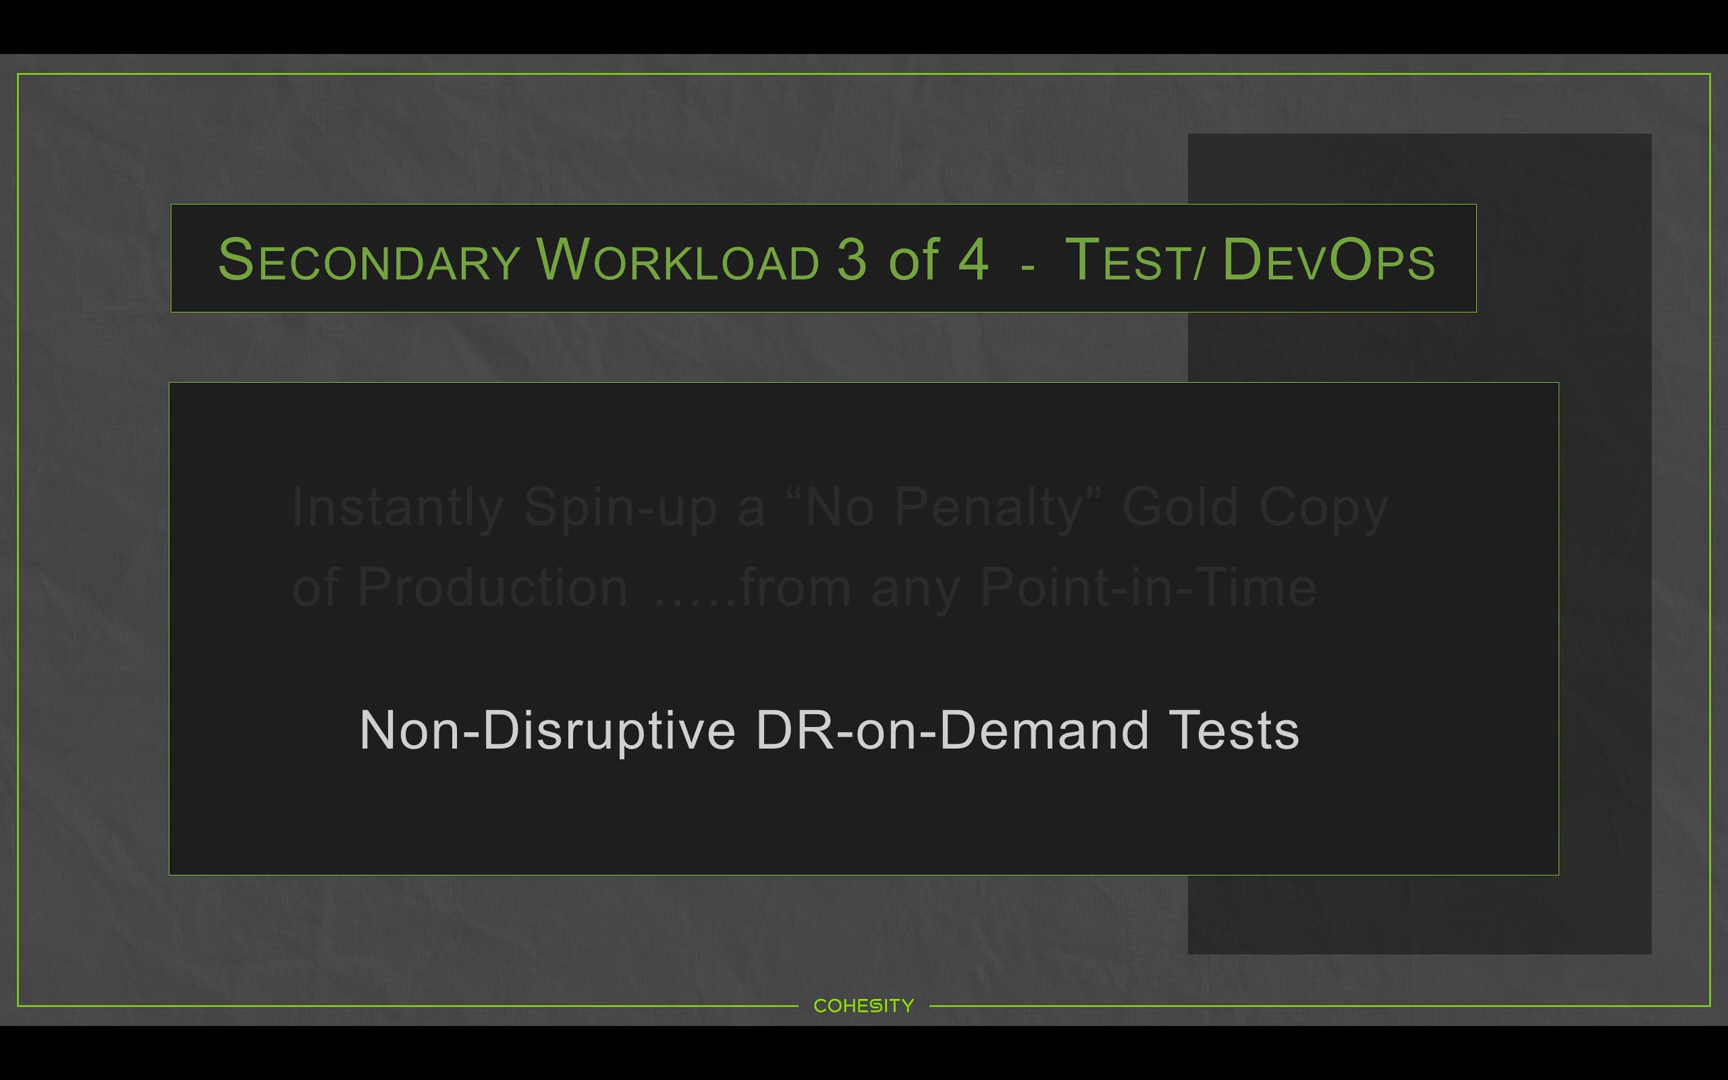 SECONDARY WORKLOAD 3 of 4 - TEST/ DEVOPS
Instantly Spin-up a “No Penalty” Gold Copy
of Production …..from any Point-in-Time
Non-Disruptive DR-on-Demand Tests
COHESITY